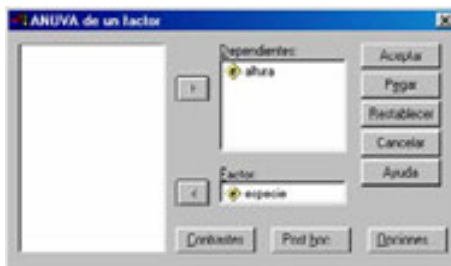 ANUVA de un factor
Dependientes:
altura
Factor:
especie
Aceptar
Pegar
Restablecer
Cancelar
Ayuda
Contrastes
Post hoc
Opciones